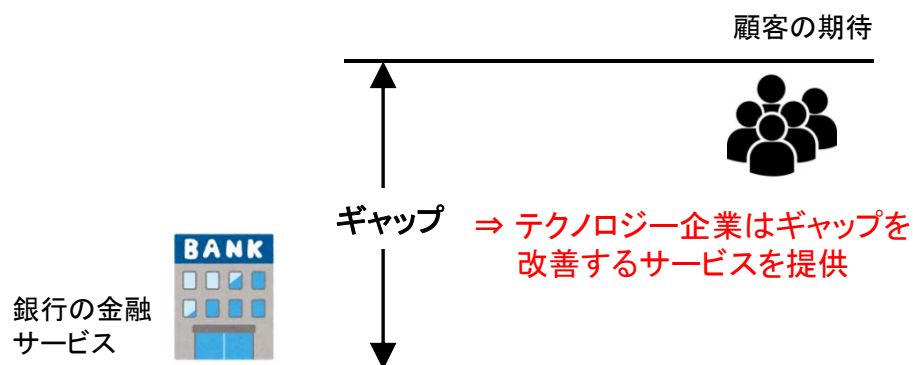 顧客の期待
ギャップ
⇒ テクノロジー企業はギャップを
改善するサービスを提供
BANK
銀行の金融
サービス